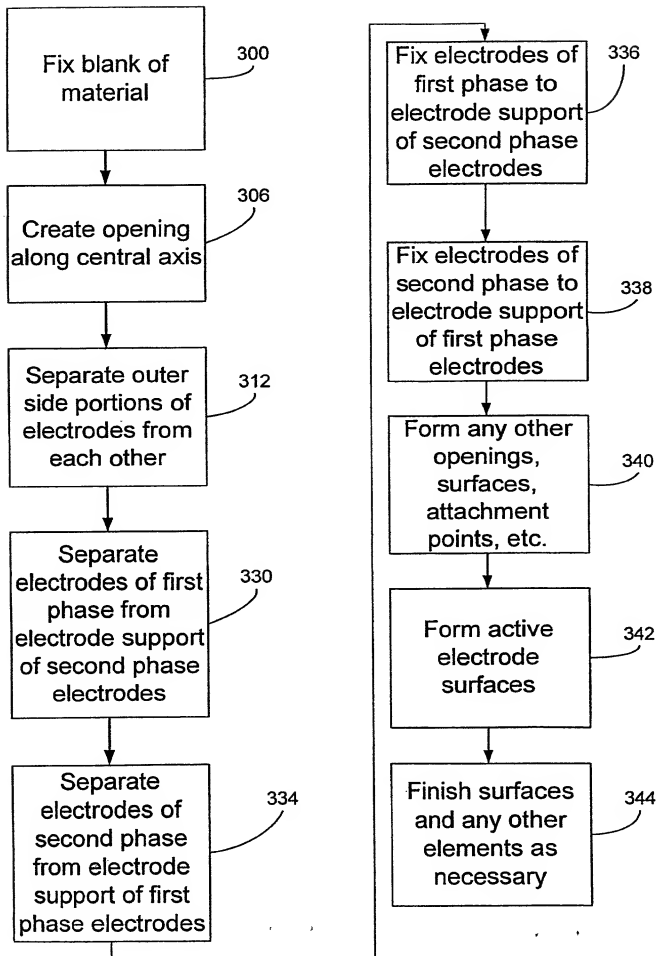 Fix blank of
material
300
Create opening
along central axis
306
Separate outer
side portions of
electrodes from
each other
312
Separate
electrodes of first
phase from
electrode support
of second phase
electrodes
330
Separate
electrodes of
second phase
from electrode
support of first
phase electrodes
334
Fix electrodes of
first phase to
electrode support
of second phase
electrodes
336
Fix electrodes of
second phase to
electrode support
of first phase
electrodes
338
Form any other
openings,
surfaces,
attachment
points, etc.
340
Form active
electrode
surfaces
342
Finish surfaces
and any other
elements as
necessary
344